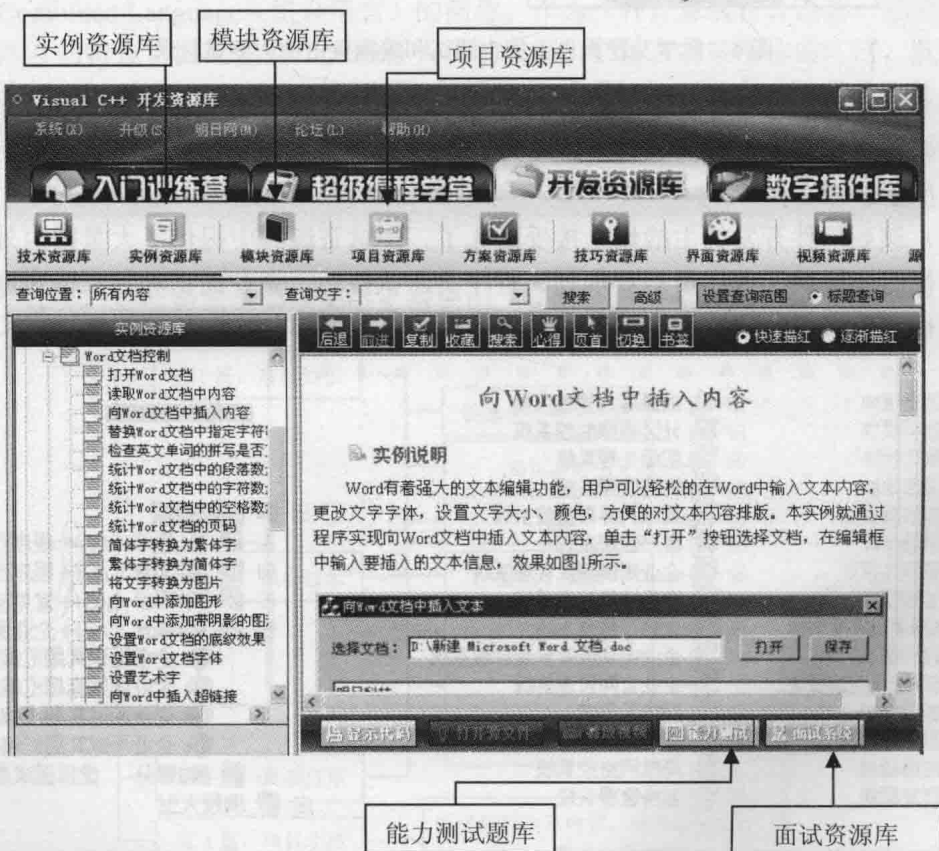 实例资源库
模块资源库
项目资源库
Visual C++ 开发资源库
论坛(L)
入门训练营
超级编程学堂
开发资源库
数字插件库
技术资源库 实例资源库 模块资源库 项目资源库 方案资源库 技巧资源库 界面资源库 视频资源库
查询位置: 所有内容 查询文字: 搜索 高级 设置查询范围 标题查询
实例资源库
后退 前进 复制 收藏 搜索 心得 页首 切换 书签 快速描红 逐渐描红
Word文档控制
打开Word文档
读取Word文档中内容
向Word文档中插入内容
替换Word文档中指定字符
检查英文单词的拼写是否
统计Word文档中的段落数
统计Word文档中的字符数
统计Word文档中的空格数
统计Word文档的页码
简体字转换为繁体字
繁体字转换为简体字
将文字转换为图片
向Word中添加图形
向Word中添加带阴影的图
设置Word文档的底纹效果
设置Word文档字体
设置艺术字
向Word中插入超链接
向Word文档中插入内容
实例说明
Word有着强大的文本编辑功能，用户可以轻松的在Word中输入文本内容，
更改文字字体，设置文字大小、颜色，方便的对文本内容排版。本实例就通过
程序实现向Word文档中插入文本内容，单击“打开”按钮选择文档，在编辑框
中输入要插入的文本信息，效果如图1所示。
向Word文档中插入文本
选择文档: D:\新建 Microsoft Word 文档.doc 打开 保存
明日科技
显示代码 能力测试 面试系统
能力测试题库
面试资源库